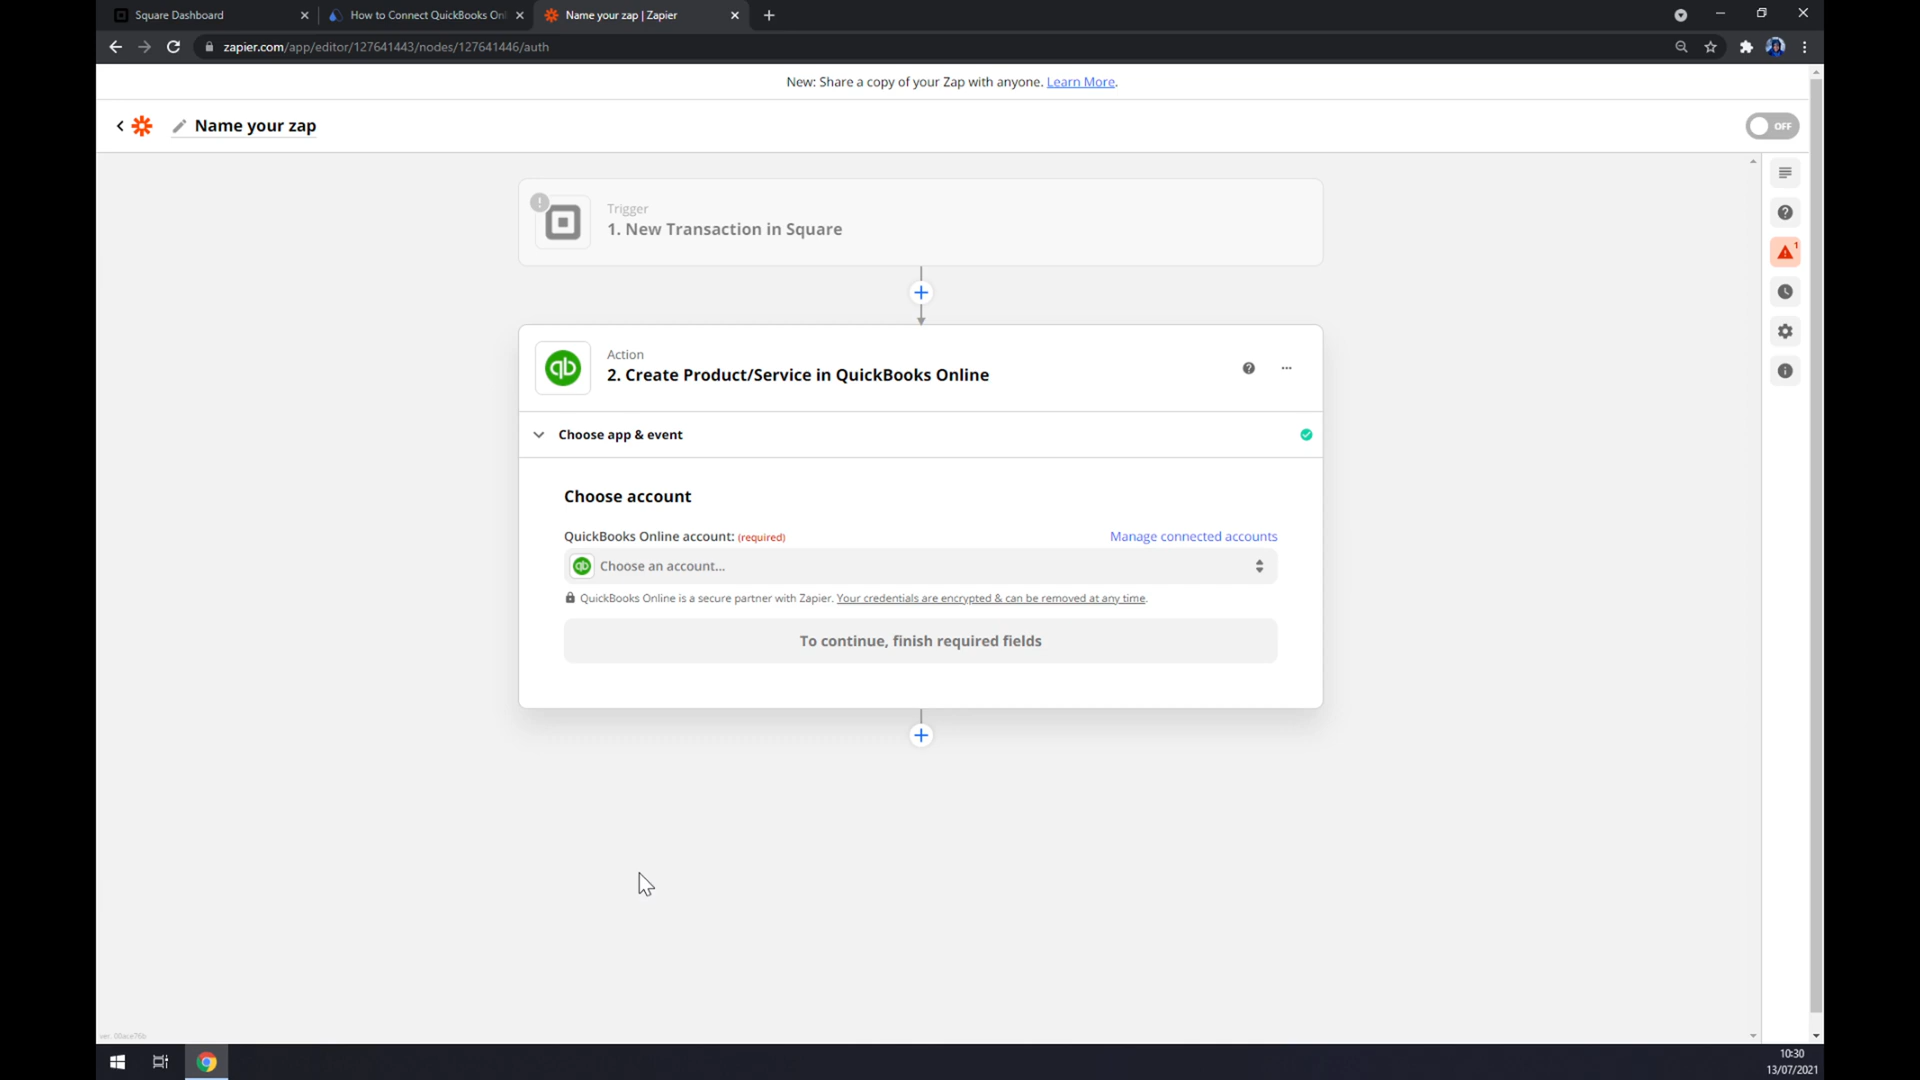 Square Dashboard
How to Connect QuickBooks Onl
Name your zap | Zapier
zapier.com/app/editor/127641443/nodes/127641446/auth
New: Share a copy of your Zap with anyone. Learn More.
Name your zap
OFF
Trigger
1. New Transaction in Square
1
Action
2. Create Product/Service in QuickBooks Online
Choose app & event
Choose account
QuickBooks Online account: (required)
Manage connected accounts
qb Choose an account...
QuickBooks Online is a secure partner with Zapier. Your credentials are encrypted & can be removed at any time.
To continue, finish required fields
ver. 00ace76b
10:30
13/07/2021